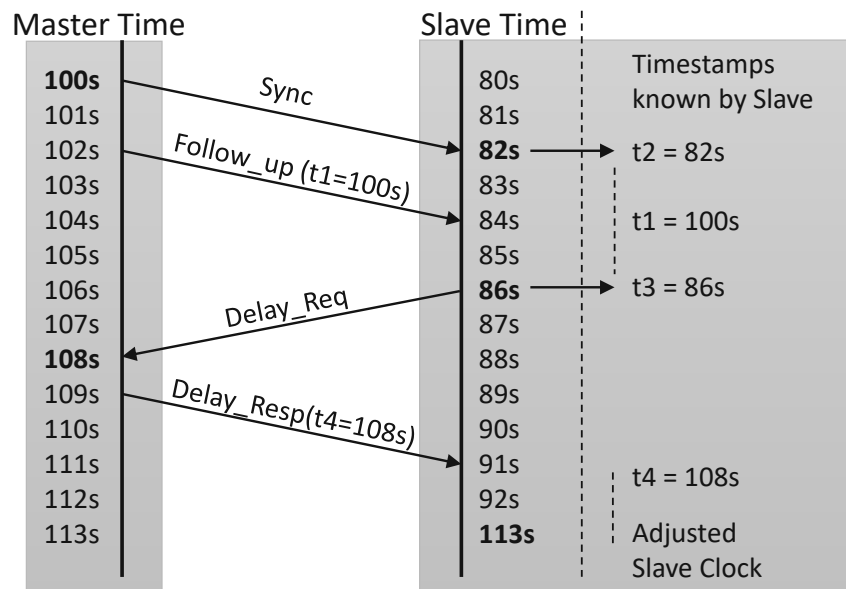 Master Time
Slave Time
100s
101s
102s
103s
104s
105s
106s
107s
108s
109s
110s
111s
112s
113s
Sync
Follow_up (t1=100s)
Delay_Req
Delay_Resp(t4=108s)
80s
81s
82s
83s
84s
85s
86s
87s
88s
89s
90s
91s
92s
113s
Timestamps
known by Slave
t2 = 82s
t1 = 100s
t3 = 86s
t4 = 108s
Adjusted
Slave Clock